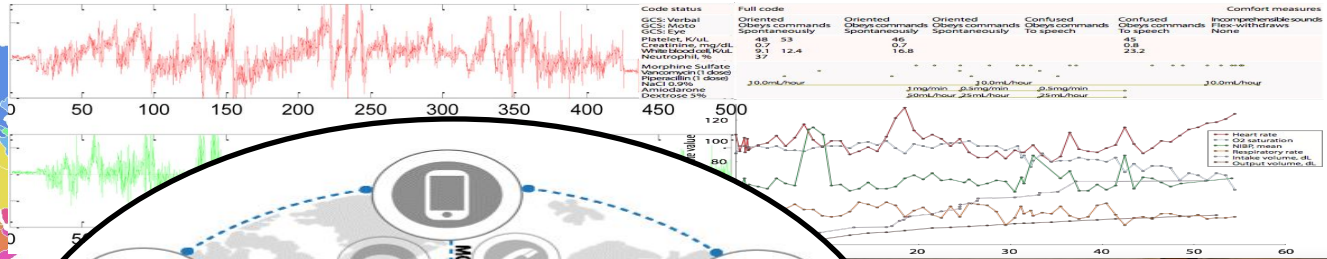 Code status Full code Comfort measures
GCS: Verbal Oriented Oriented Oriented Confused Confused Incomprehensible sounds
GCS: Moto Obeys commands Obeys commands Obeys commands Obeys commands Obeys commands Flex-withdraws
GCS: Eye Spontaneously Spontaneously Spontaneously To speech To speech None
Platelet, K/uL 48 53 46 45
Creatinine, mg/dL 0.7 0.7 0.8
White blood cell, K/uL 9.1 12.4 16.8 23.2
Neutrophil, % 37
Morphine Sulfate
Vancomycin (1 dose)
Piperacillin (1 dose)
NaCl 0.9% 10.0mL/hour 10.0mL/hour 10.0mL/hour
Amiodarone 1mg/min 0.5mg/min 0.5mg/min
Dextrose 5% 50mL/hour 25mL/hour 25mL/hour
0 50 100 150 200 250 300 350 400 450 500
120
100
80
value
Heart rate
O2 saturation
NIBP, mean
Respiratory rate
Intake volume, dL
Output volume, dL
0
20 30 40 50 60